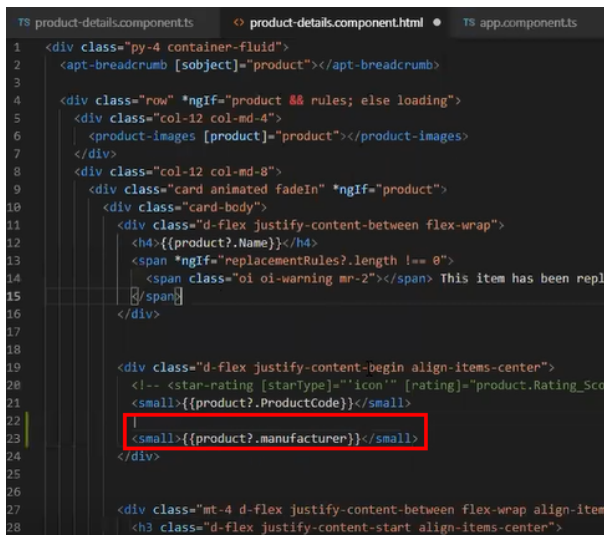 TS product-details.component.ts <> product-details.component.html ● TS app.component.ts
1 <div class="py-4 container-fluid">
2 <apt-breadcrumb [sobject]="product"></apt-breadcrumb>
3
4 <div class="row" *ngIf="product && rules; else loading">
5 <div class="col-12 col-md-4">
6 <product-images [product]="product"></product-images>
7 </div>
8 <div class="col-12 col-md-8">
9 <div class="card animated fadeIn" *ngIf="product">
10 <div class="card-body">
11 <div class="d-flex justify-content-between flex-wrap">
12 <h4>{{product?.Name}}</h4>
13 <span *ngIf="replacementRules?.length !== 0">
14 <span class="oi oi-warning mr-2"></span> This item has been repl
15 </span>
16 </div>
17
18
19 <div class="d-flex justify-content-begin align-items-center">
20 <!-- <star-rating [starType]="'icon'" [rating]="product.Rating_Sco
21 <small>{{product?.ProductCode}}</small>
22 |
23 <small>{{product?.manufacturer}}</small>
24 </div>
25
26
27 <div class="mt-4 d-flex justify-content-between flex-wrap align-item
28 <h3 class="d-flex justify-content-start align-items-center">